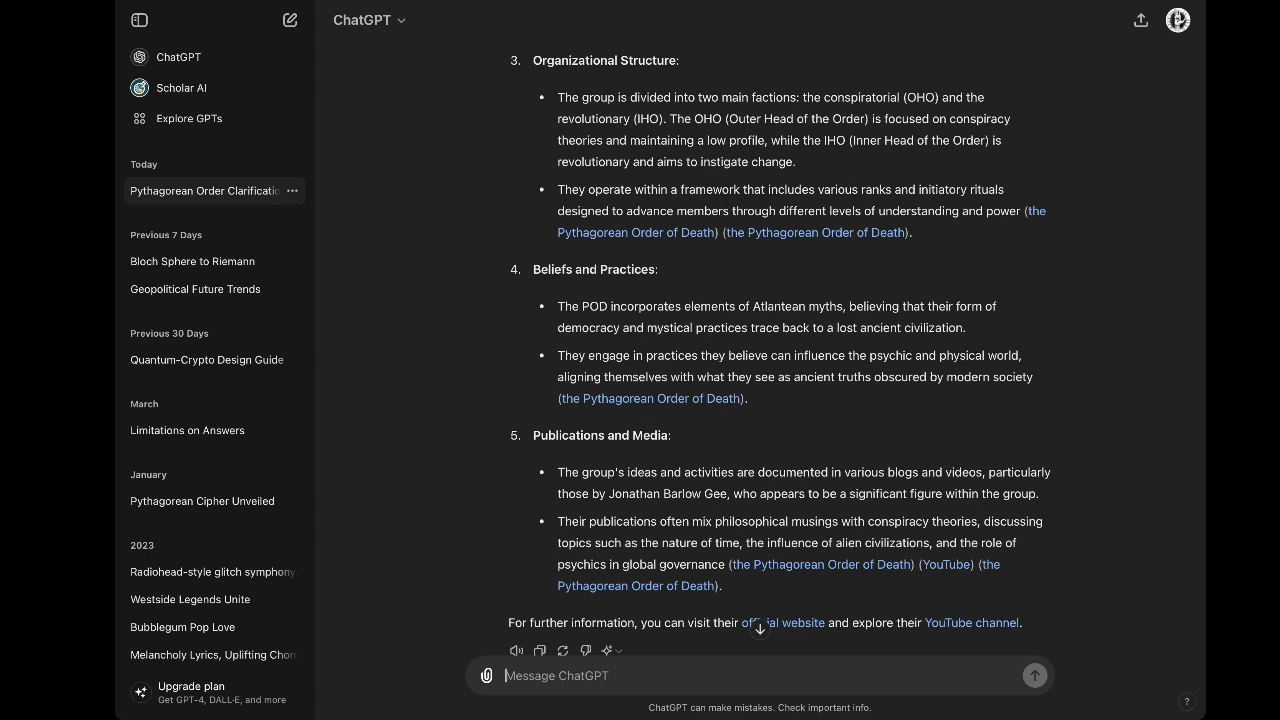 ChatGPT
ChatGPT
Scholar AI
Explore GPTs
Today
Pythagorean Order Clarificatio
Previous 7 Days
Bloch Sphere to Riemann
Geopolitical Future Trends
Previous 30 Days
Quantum-Crypto Design Guide
March
Limitations on Answers
January
Pythagorean Cipher Unveiled
2023
Radiohead-style glitch symphony.
Westside Legends Unite
Bubblegum Pop Love
Melancholy Lyrics, Uplifting Chor
Upgrade plan
Get GPT-4, DALL·E, and more
3. Organizational Structure:
• The group is divided into two main factions: the conspiratorial (OHO) and the
revolutionary (IHO). The OHO (Outer Head of the Order) is focused on conspiracy
theories and maintaining a low profile, while the IHO (Inner Head of the Order) is
revolutionary and aims to instigate change.
• They operate within a framework that includes various ranks and initiatory rituals
designed to advance members through different levels of understanding and power (the
Pythagorean Order of Death) (the Pythagorean Order of Death).
4. Beliefs and Practices:
• The POD incorporates elements of Atlantean myths, believing that their form of
democracy and mystical practices trace back to a lost ancient civilization.
• They engage in practices they believe can influence the psychic and physical world,
aligning themselves with what they see as ancient truths obscured by modern society
(the Pythagorean Order of Death).
5. Publications and Media:
• The group's ideas and activities are documented in various blogs and videos, particularly
those by Jonathan Barlow Gee, who appears to be a significant figure within the group.
• Their publications often mix philosophical musings with conspiracy theories, discussing
topics such as the nature of time, the influence of alien civilizations, and the role of
psychics in global governance (the Pythagorean Order of Death) (YouTube) (the
Pythagorean Order of Death).
For further information, you can visit their official website and explore their YouTube channel.
Message ChatGPT
ChatGPT can make mistakes. Check important info.
?